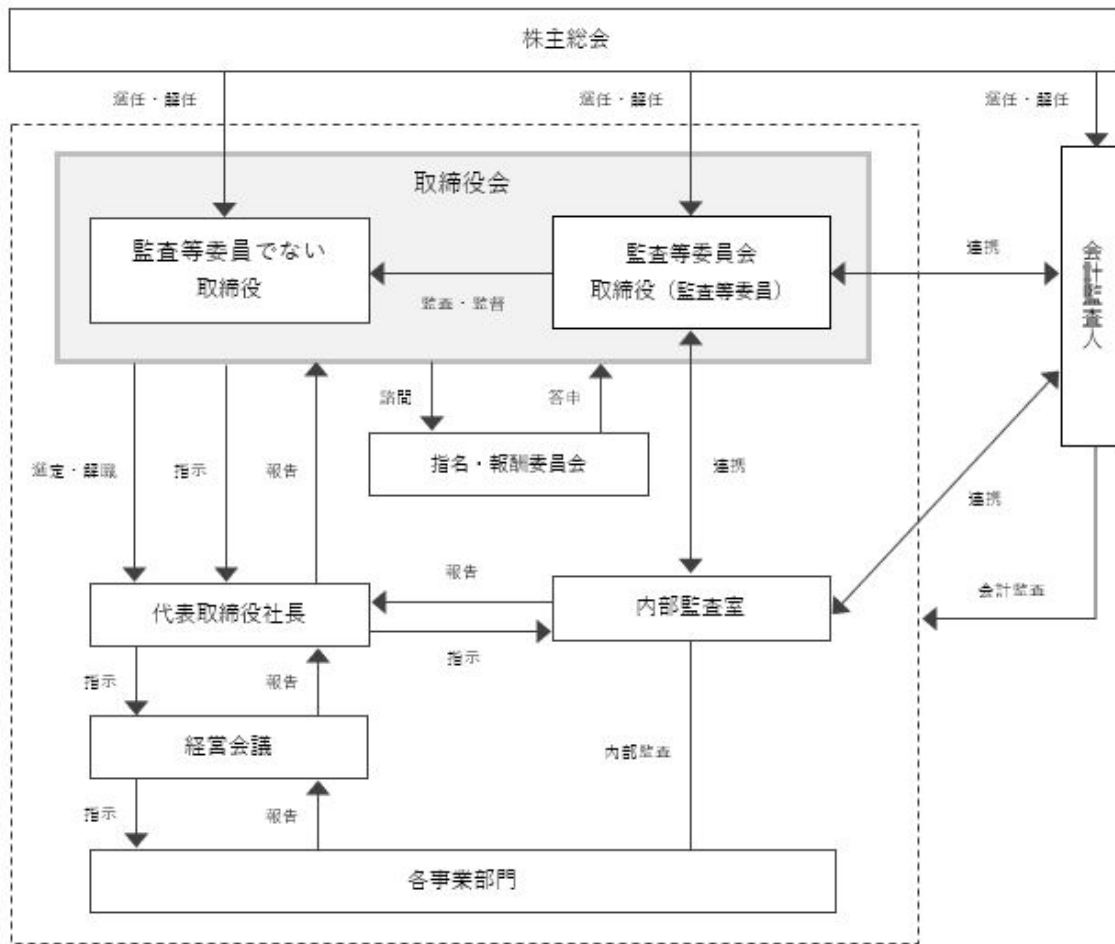 株主総会
選任・解任
選任・解任
選任・解任
取締役会
監査等委員でない
取締役
監査等委員会
取締役（監査等委員）
監査・監督
連携
会計監査人
諮問
答申
指名・報酬委員会
選定・解職
指示
報告
連携
連携
報告
代表取締役社長
内部監査室
会計監査
指示
指示
報告
経営会議
内部監査
指示
報告
各事業部門